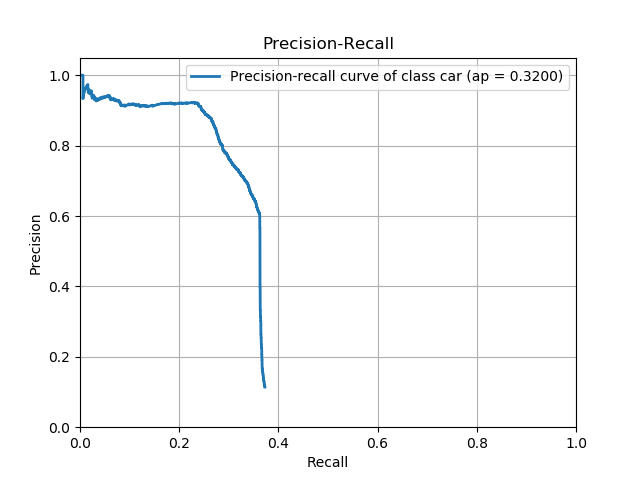 Precision-Recall
Precision-recall curve of class car (ap = 0.3200)
1.0
0.8
0.6
0.4
0.2
0.0
Precision
0.0 0.2 0.4 0.6 0.8 1.0
Recall